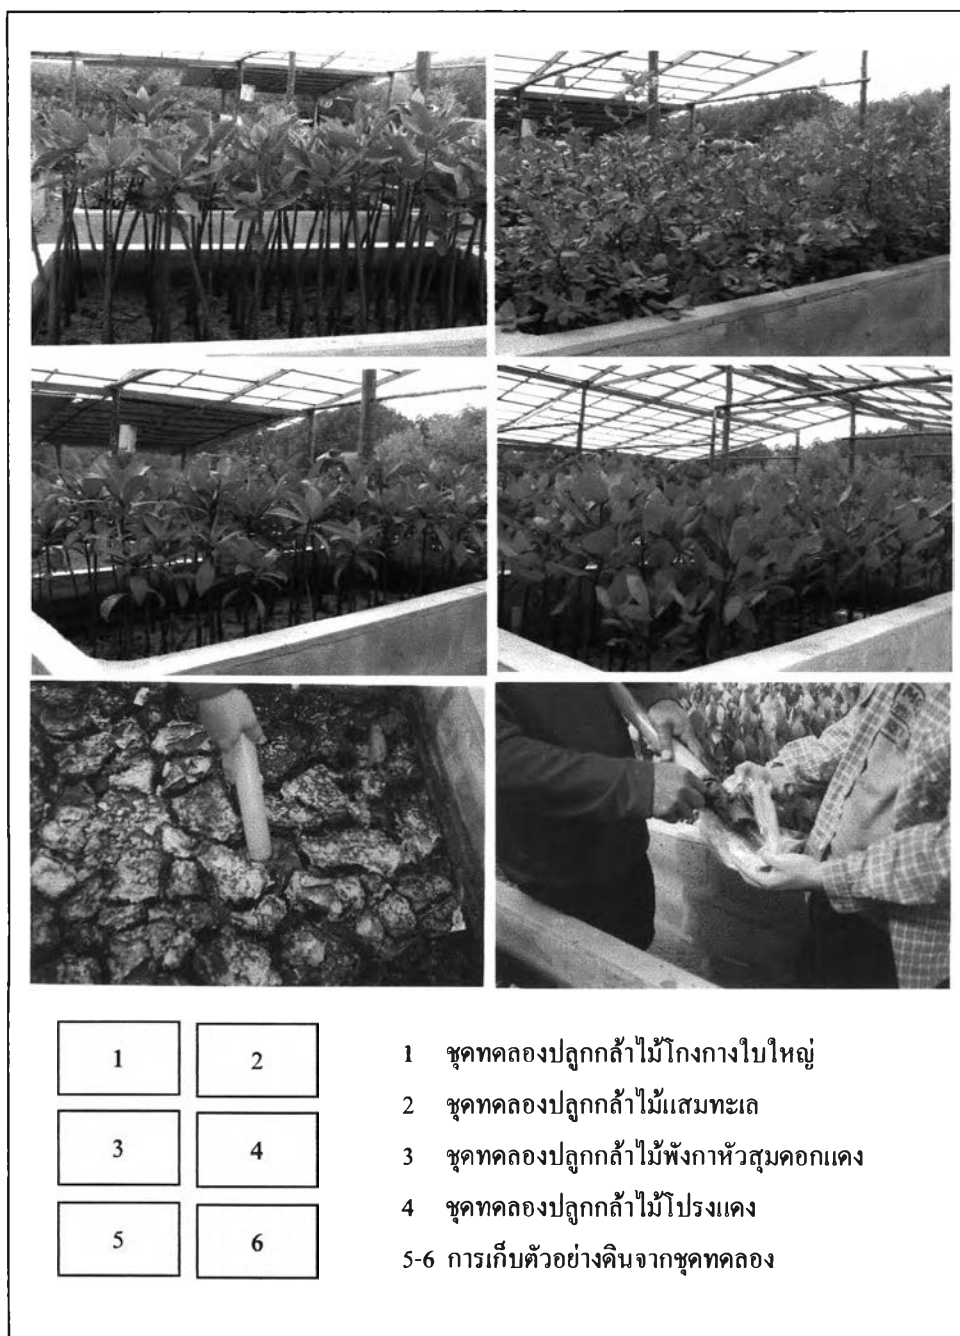 1
2
3
4
5
6
1 ชุดทดลองปลูกกล้าไม้โกงกางใบใหญ่
2 ชุดทดลองปลูกกล้าไม้แสมทะเล
3 ชุดทดลองปลูกกล้าไม้พังกาหัวสุมดอกแดง
4 ชุดทดลองปลูกกล้าไม้โปรงแดง
5-6 การเก็บตัวอย่างดินจากชุดทดลอง